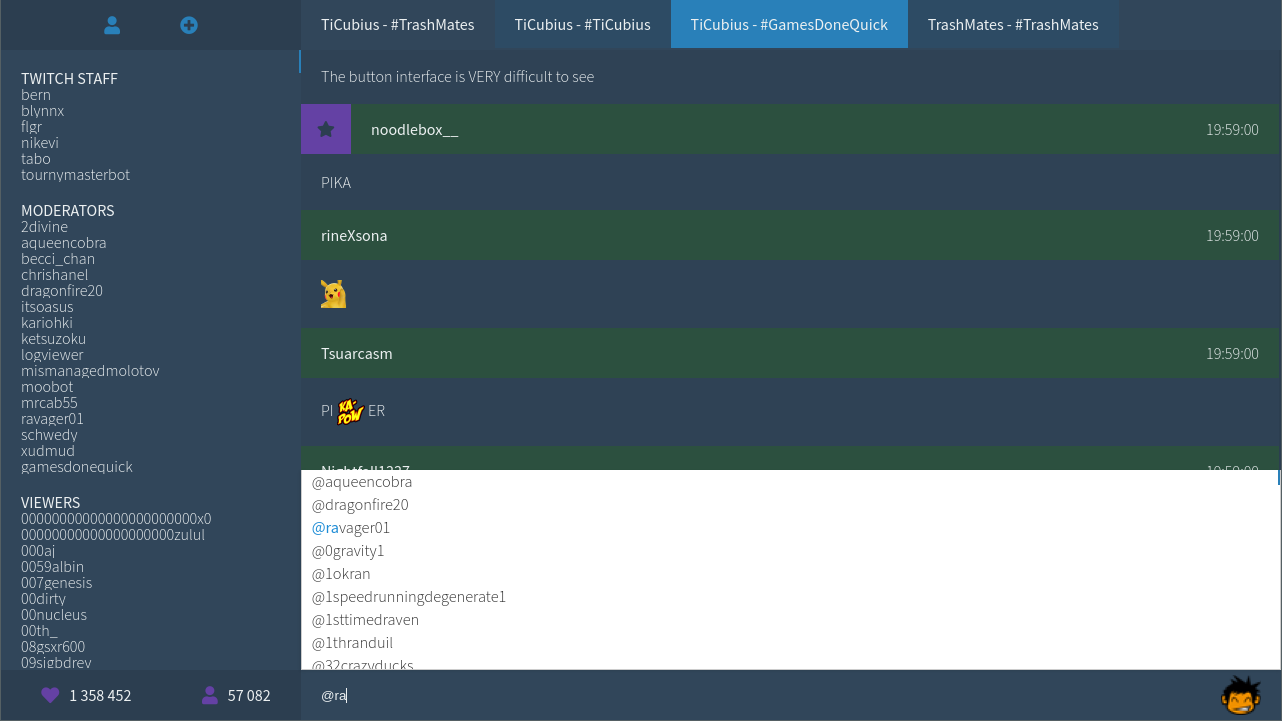 TiCubius - #TrashMates
TiCubius - #TiCubius
TiCubius - #GamesDoneQuick
TrashMates - #TrashMates
TWITCH STAFF
bern
blynnx
flgr
nikevi
tabo
tournymasterbot
MODERATORS
2divine
aqueencobra
becci_chan
chrishanel
dragonfire20
itsoasus
kariohki
ketsuzoku
logviewer
mismanagedmolotov
moobot
mrcab55
ravager01
schwedy
xudmud
gamesdonequick
VIEWERS
00000000000000000000000x0
00000000000000000000zulul
000aj
0059albin
007genesis
00dirty
00nucleus
00th_
08gsxr600
09sigbdrev
1 358 452
57 082
The button interface is VERY difficult to see
noodlebox__ 19:59:00
PIKA
rineXsona 19:59:00
Tsuarcasm 19:59:00
PI KA-POW ER
Nightfall1227 19:59:00
@aqueencobra
@dragonfire20
@ravager01
@0gravity1
@1okran
@1speedrunningdegenerate1
@1sttimedraven
@1thranduil
@32crazyducks
@ra